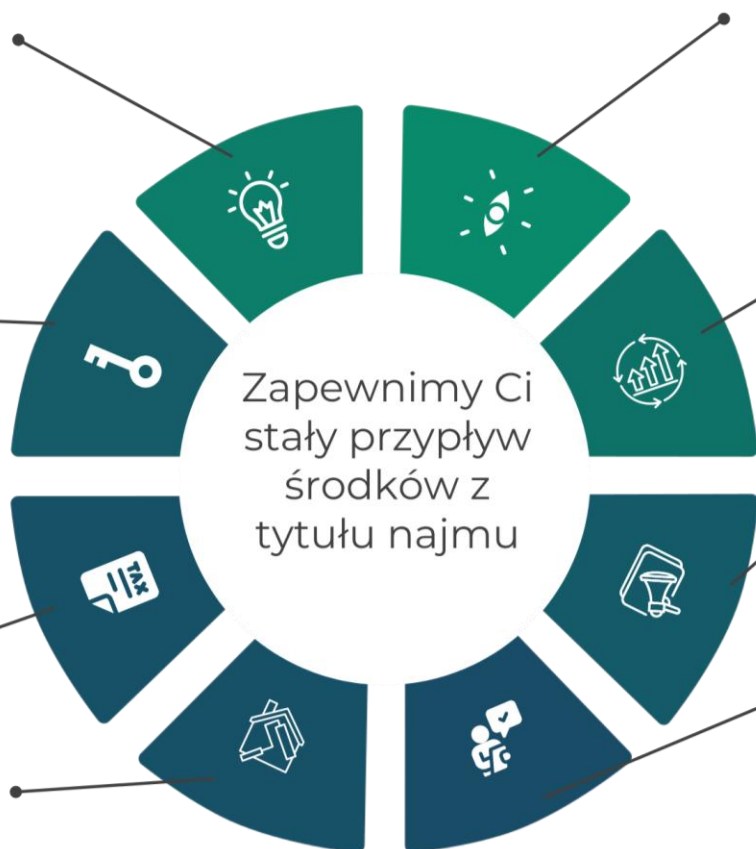 Zapewnimy Ci
stały przypływ
środków z
tytułu najmu
TAX